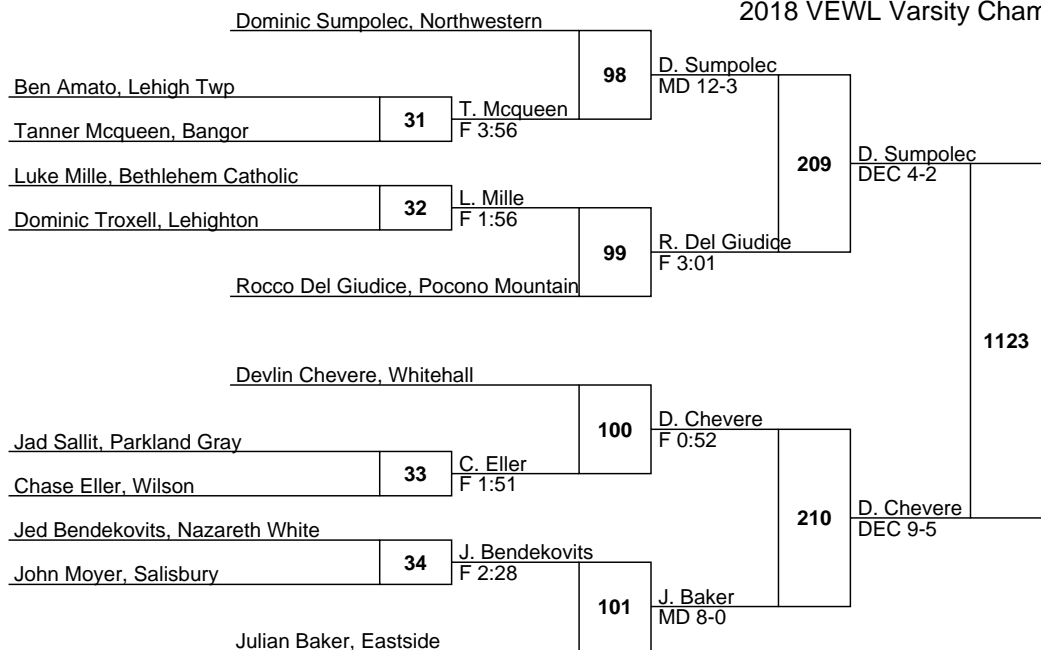 2018 VEWL Varsity Cham
Dominic Sumpolec, Northwestern
98
D. Sumpolec
MD 12-3
Ben Amato, Lehigh Twp
31
T. Mcqueen
F 3:56
Tanner Mcqueen, Bangor
209
D. Sumpolec
DEC 4-2
Luke Mille, Bethlehem Catholic
32
L. Mille
F 1:56
Dominic Troxell, Lehighton
99
R. Del Giudice
F 3:01
Rocco Del Giudice, Pocono Mountain
1123
Devlin Chevere, Whitehall
100
D. Chevere
F 0:52
Jad Sallit, Parkland Gray
33
C. Eller
F 1:51
Chase Eller, Wilson
210
D. Chevere
DEC 9-5
Jed Bendekovits, Nazareth White
34
J. Bendekovits
F 2:28
John Moyer, Salisbury
101
J. Baker
MD 8-0
Julian Baker, Eastside